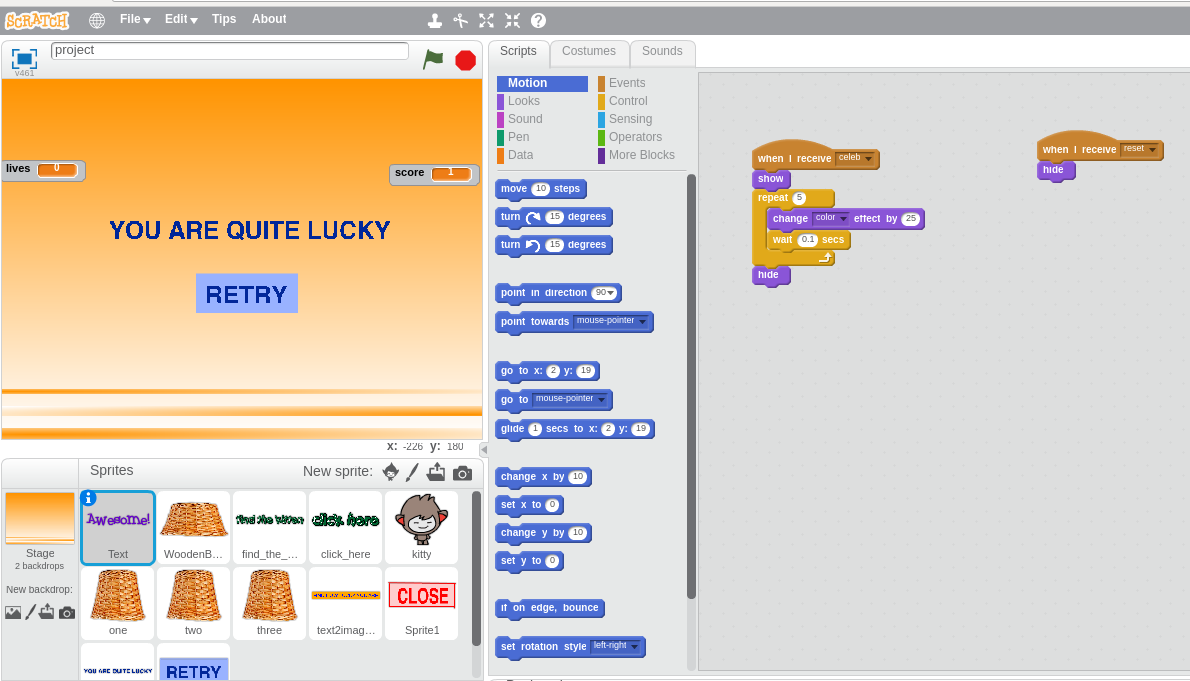 SCRATCH File Edit Tips About
project
v461
lives 0
score 1
YOU ARE QUITE LUCKY
RETRY
x: -226 y: 180
Sprites New sprite:
Stage
2 backdrops
New backdrop:
Awesome!
Text
WoodenB...
find the kitten
find_the_...
click here
click_here
kitty
one
two
three
text2imag...
CLOSE
Sprite1
YOU ARE QUITE LUCKY
RETRY
Scripts Costumes Sounds
Motion
Looks
Sound
Pen
Data
Events
Control
Sensing
Operators
More Blocks
move 10 steps
turn 15 degrees
turn 15 degrees
point in direction 90
point towards mouse-pointer
go to x: 2 y: 19
go to mouse-pointer
glide 1 secs to x: 2 y: 19
change x by 10
set x to 0
change y by 10
set y to 0
if on edge, bounce
set rotation style left-right
when I receive celeb
show
repeat 5
change color effect by 25
wait 0.1 secs
hide
when I receive reset
hide